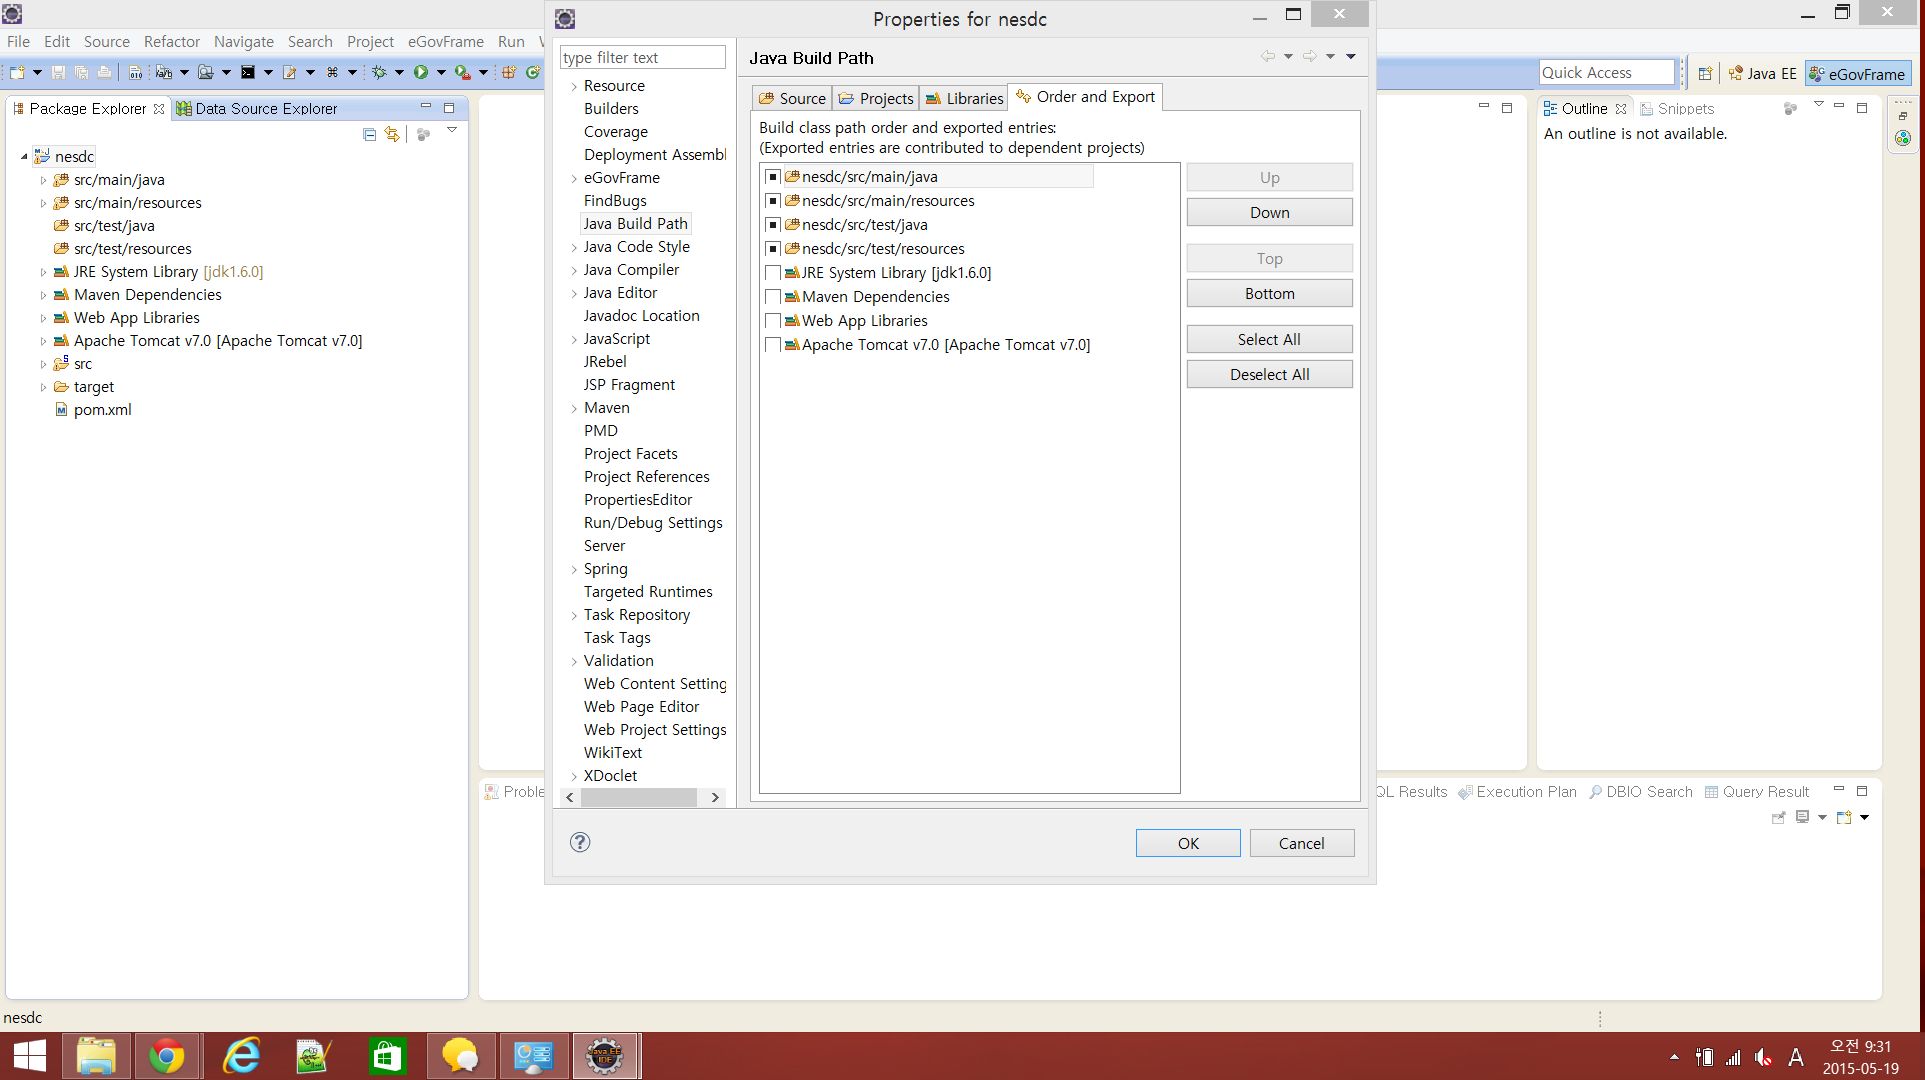 Properties for nesdc
File Edit Source Refactor Navigate Search Project eGovFrame Run
Quick Access
Java EE
eGovFrame
Package Explorer
Data Source Explorer
nesdc
src/main/java
src/main/resources
src/test/java
src/test/resources
JRE System Library [jdk1.6.0]
Maven Dependencies
Web App Libraries
Apache Tomcat v7.0 [Apache Tomcat v7.0]
src
target
pom.xml
type filter text
Resource
Builders
Coverage
Deployment Assembl
eGovFrame
FindBugs
Java Build Path
Java Code Style
Java Compiler
Java Editor
Javadoc Location
JavaScript
JRebel
JSP Fragment
Maven
PMD
Project Facets
Project References
PropertiesEditor
Run/Debug Settings
Server
Spring
Targeted Runtimes
Task Repository
Task Tags
Validation
Web Content Setting
Web Page Editor
Web Project Settings
WikiText
XDoclet
Java Build Path
Source
Projects
Libraries
Order and Export
Build class path order and exported entries:
(Exported entries are contributed to dependent projects)
nesdc/src/main/java
nesdc/src/main/resources
nesdc/src/test/java
nesdc/src/test/resources
JRE System Library [jdk1.6.0]
Maven Dependencies
Web App Libraries
Apache Tomcat v7.0 [Apache Tomcat v7.0]
Up
Down
Top
Bottom
Select All
Deselect All
OK
Cancel
Outline
Snippets
An outline is not available.
Proble
QL Results
Execution Plan
DBIO Search
Query Result
nesdc
A
오전 9:31
2015-05-19